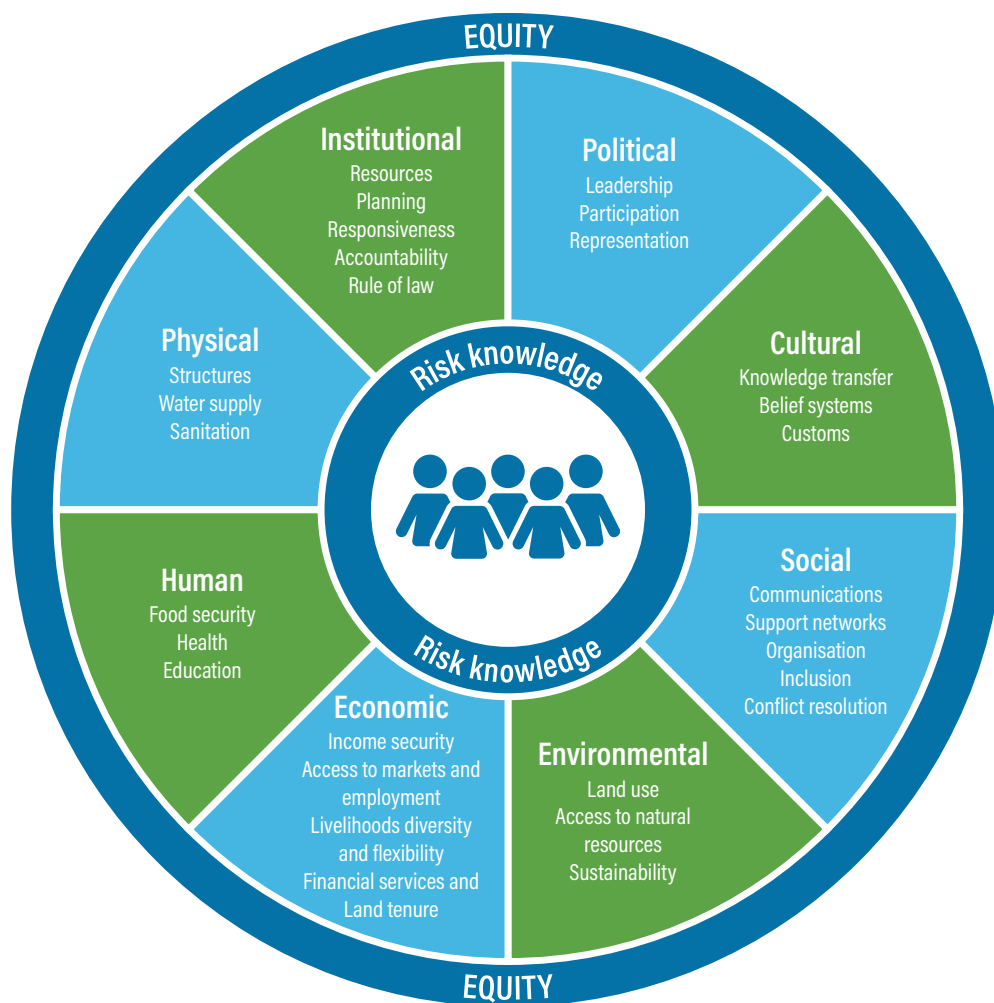 EQUITY
Institutional
Resources
Planning
Responsiveness
Accountability
Rule of law
Political
Leadership
Participation
Representation
Physical
Structures
Water supply
Sanitation
Cultural
Knowledge transfer
Belief systems
Customs
Risk knowledge
Risk knowledge
Human
Food security
Health
Education
Social
Communications
Support networks
Organisation
Inclusion
Conflict resolution
Economic
Income security
Access to markets and
employment
Livelihoods diversity
and flexibility
Financial services and
Land tenure
Environmental
Land use
Access to natural
resources
Sustainability
EQUITY